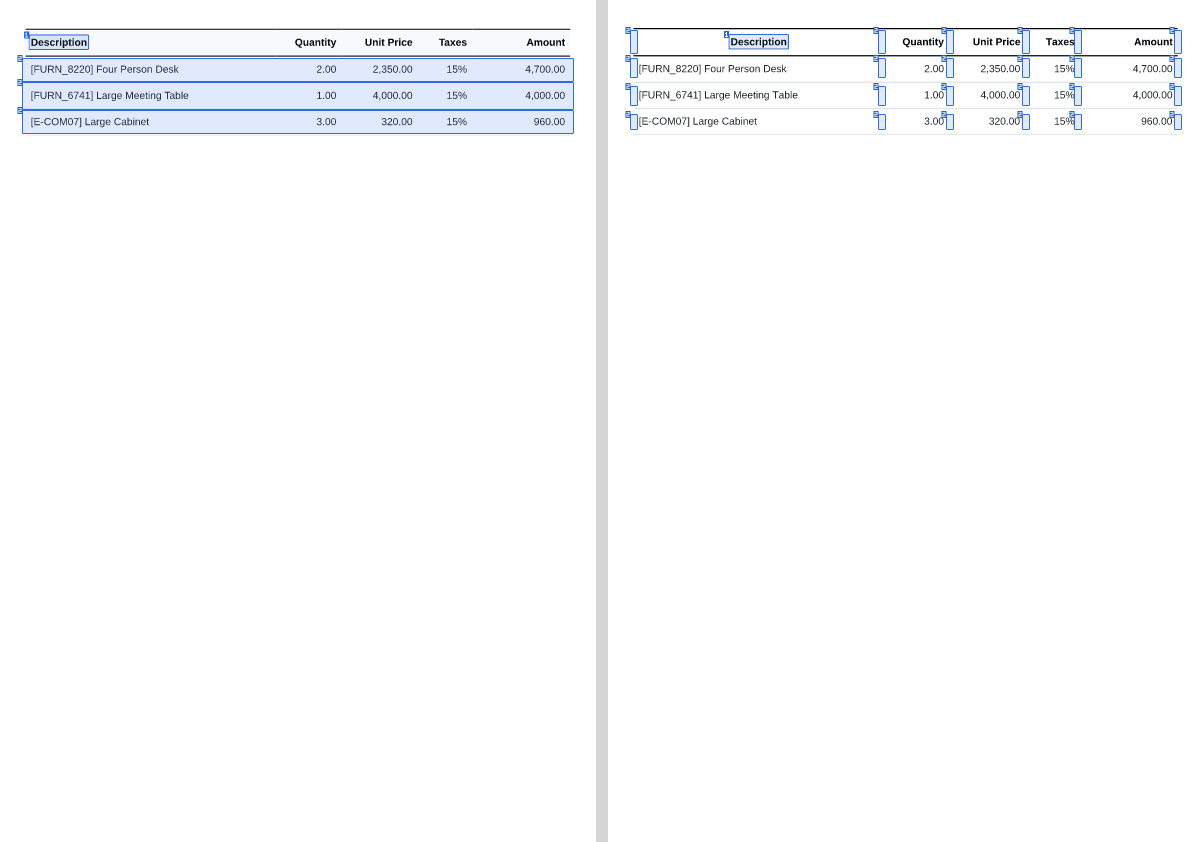 Description Quantity Unit Price Taxes Amount
[FURN_8220] Four Person Desk 2.00 2,350.00 15% 4,700.00
[FURN_6741] Large Meeting Table 1.00 4,000.00 15% 4,000.00
[E-COM07] Large Cabinet 3.00 320.00 15% 960.00
Description Quantity Unit Price Taxes Amount
[FURN_8220] Four Person Desk 2.00 2,350.00 15% 4,700.00
[FURN_6741] Large Meeting Table 1.00 4,000.00 15% 4,000.00
[E-COM07] Large Cabinet 3.00 320.00 15% 960.00